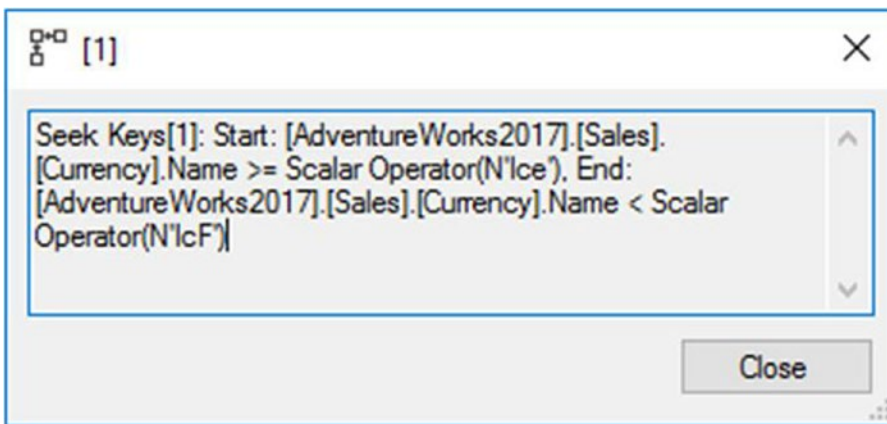 [1]
Seek Keys[1]: Start: [AdventureWorks2017].[Sales].
[Currency].Name >= Scalar Operator(N'Ice'), End:
[AdventureWorks2017].[Sales].[Currency].Name < Scalar
Operator(N'IcF')
Close